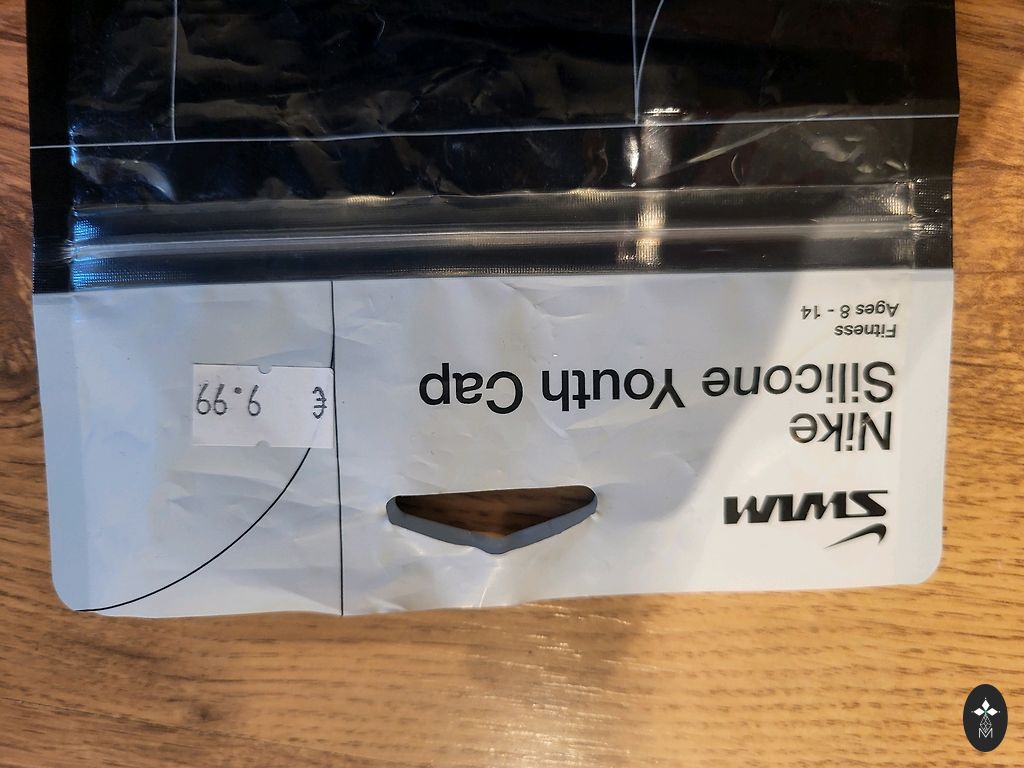 SWIM
Nike
Silicone Youth Cap
Fitness
Ages 8 - 14
€ 9.99
M